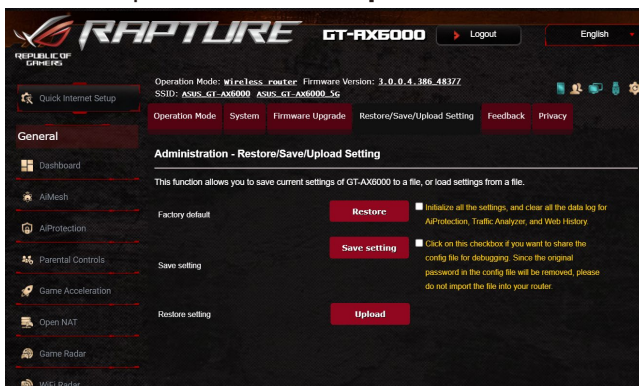 RAPTURE GT-AX6000 Logout English
REPUBLIC OF
GAMERS
Operation Mode: Wireless router Firmware Version: 3.0.0.4.386_48377
SSID: ASUS_GT-AX6000 ASUS_GT-AX6000_5G
Quick Internet Setup
Operation Mode System Firmware Upgrade Restore/Save/Upload Setting Feedback Privacy
General
Administration - Restore/Save/Upload Setting
Dashboard
This function allows you to save current settings of GT-AX6000 to a file, or load settings from a file.
AiMesh
Factory default Restore Initialize all the settings, and clear all the data log for
AiProtection, Traffic Analyzer, and Web History.
AiProtection
Save setting Save setting Click on this checkbox if you want to share the
config file for debugging. Since the original
password in the config file will be removed, please
do not import the file into your router.
Parental Controls
Game Acceleration
Restore setting Upload
Open NAT
Game Radar
WiFi Radar